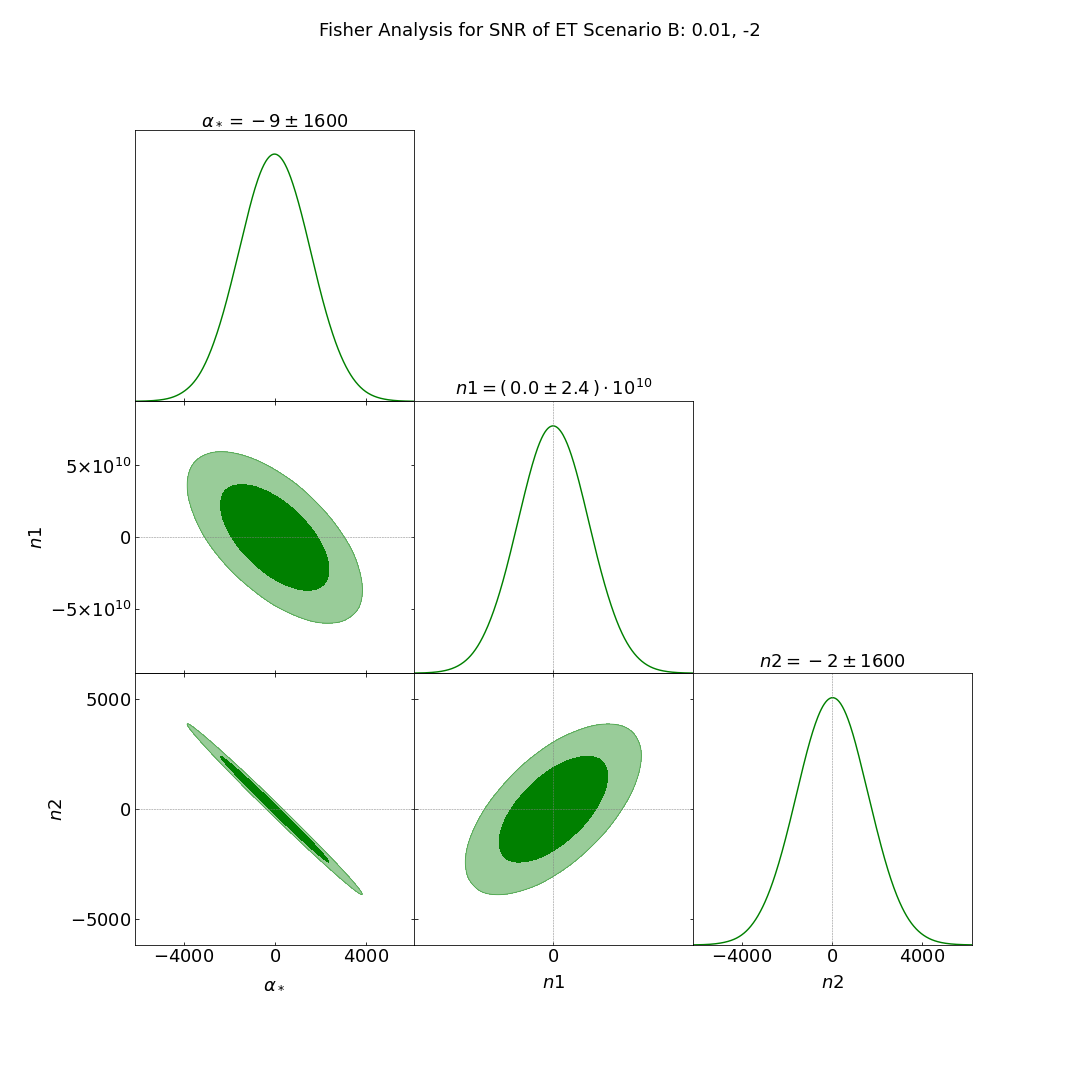 Fisher Analysis for SNR of ET Scenario B: 0.01, -2
α* = −9 ± 1600
n1 = ( 0.0 ± 2.4 ) · 10¹⁰
5×10¹⁰
0
−5×10¹⁰
n1
n2 = −2 ± 1600
5000
0
−5000
n2
−4000 0 4000 0 −4000 0 4000
α* n1 n2